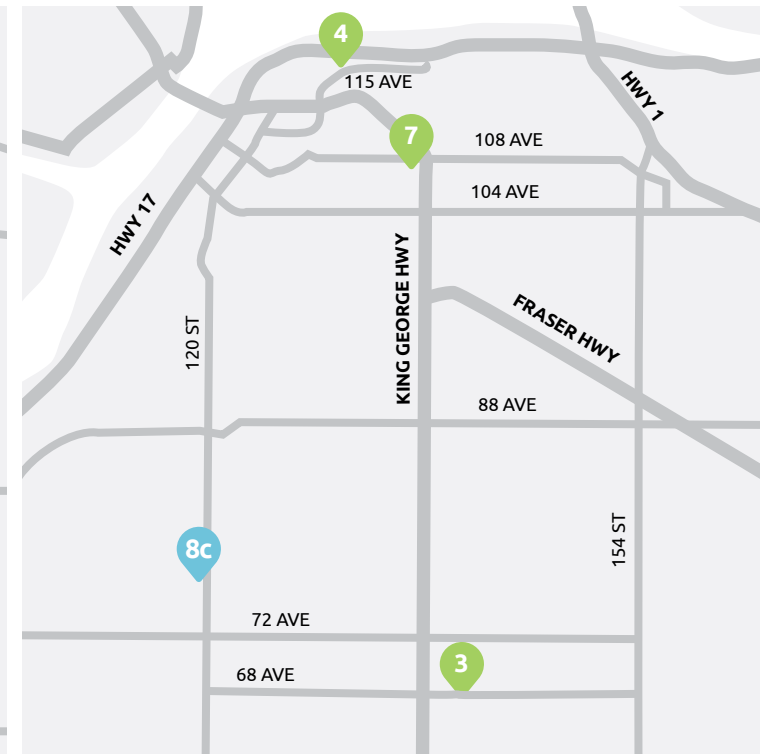 4
115 AVE
HWY 1
7
108 AVE
104 AVE
HWY 17
KING GEORGE HWY
FRASER HWY
120 ST
88 AVE
8c
154 ST
72 AVE
3
68 AVE